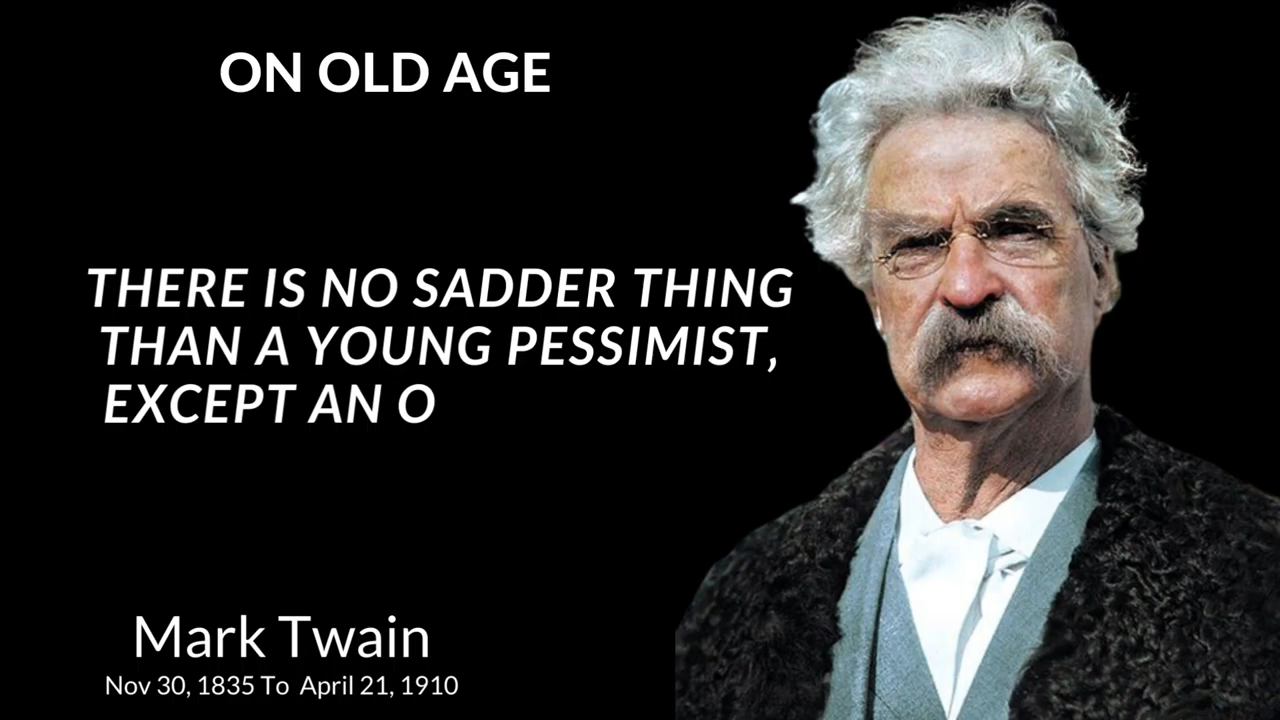 ON OLD AGE
THERE IS NO SADDER THING
THAN A YOUNG PESSIMIST,
EXCEPT AN O
Mark Twain
Nov 30, 1835 To April 21, 1910